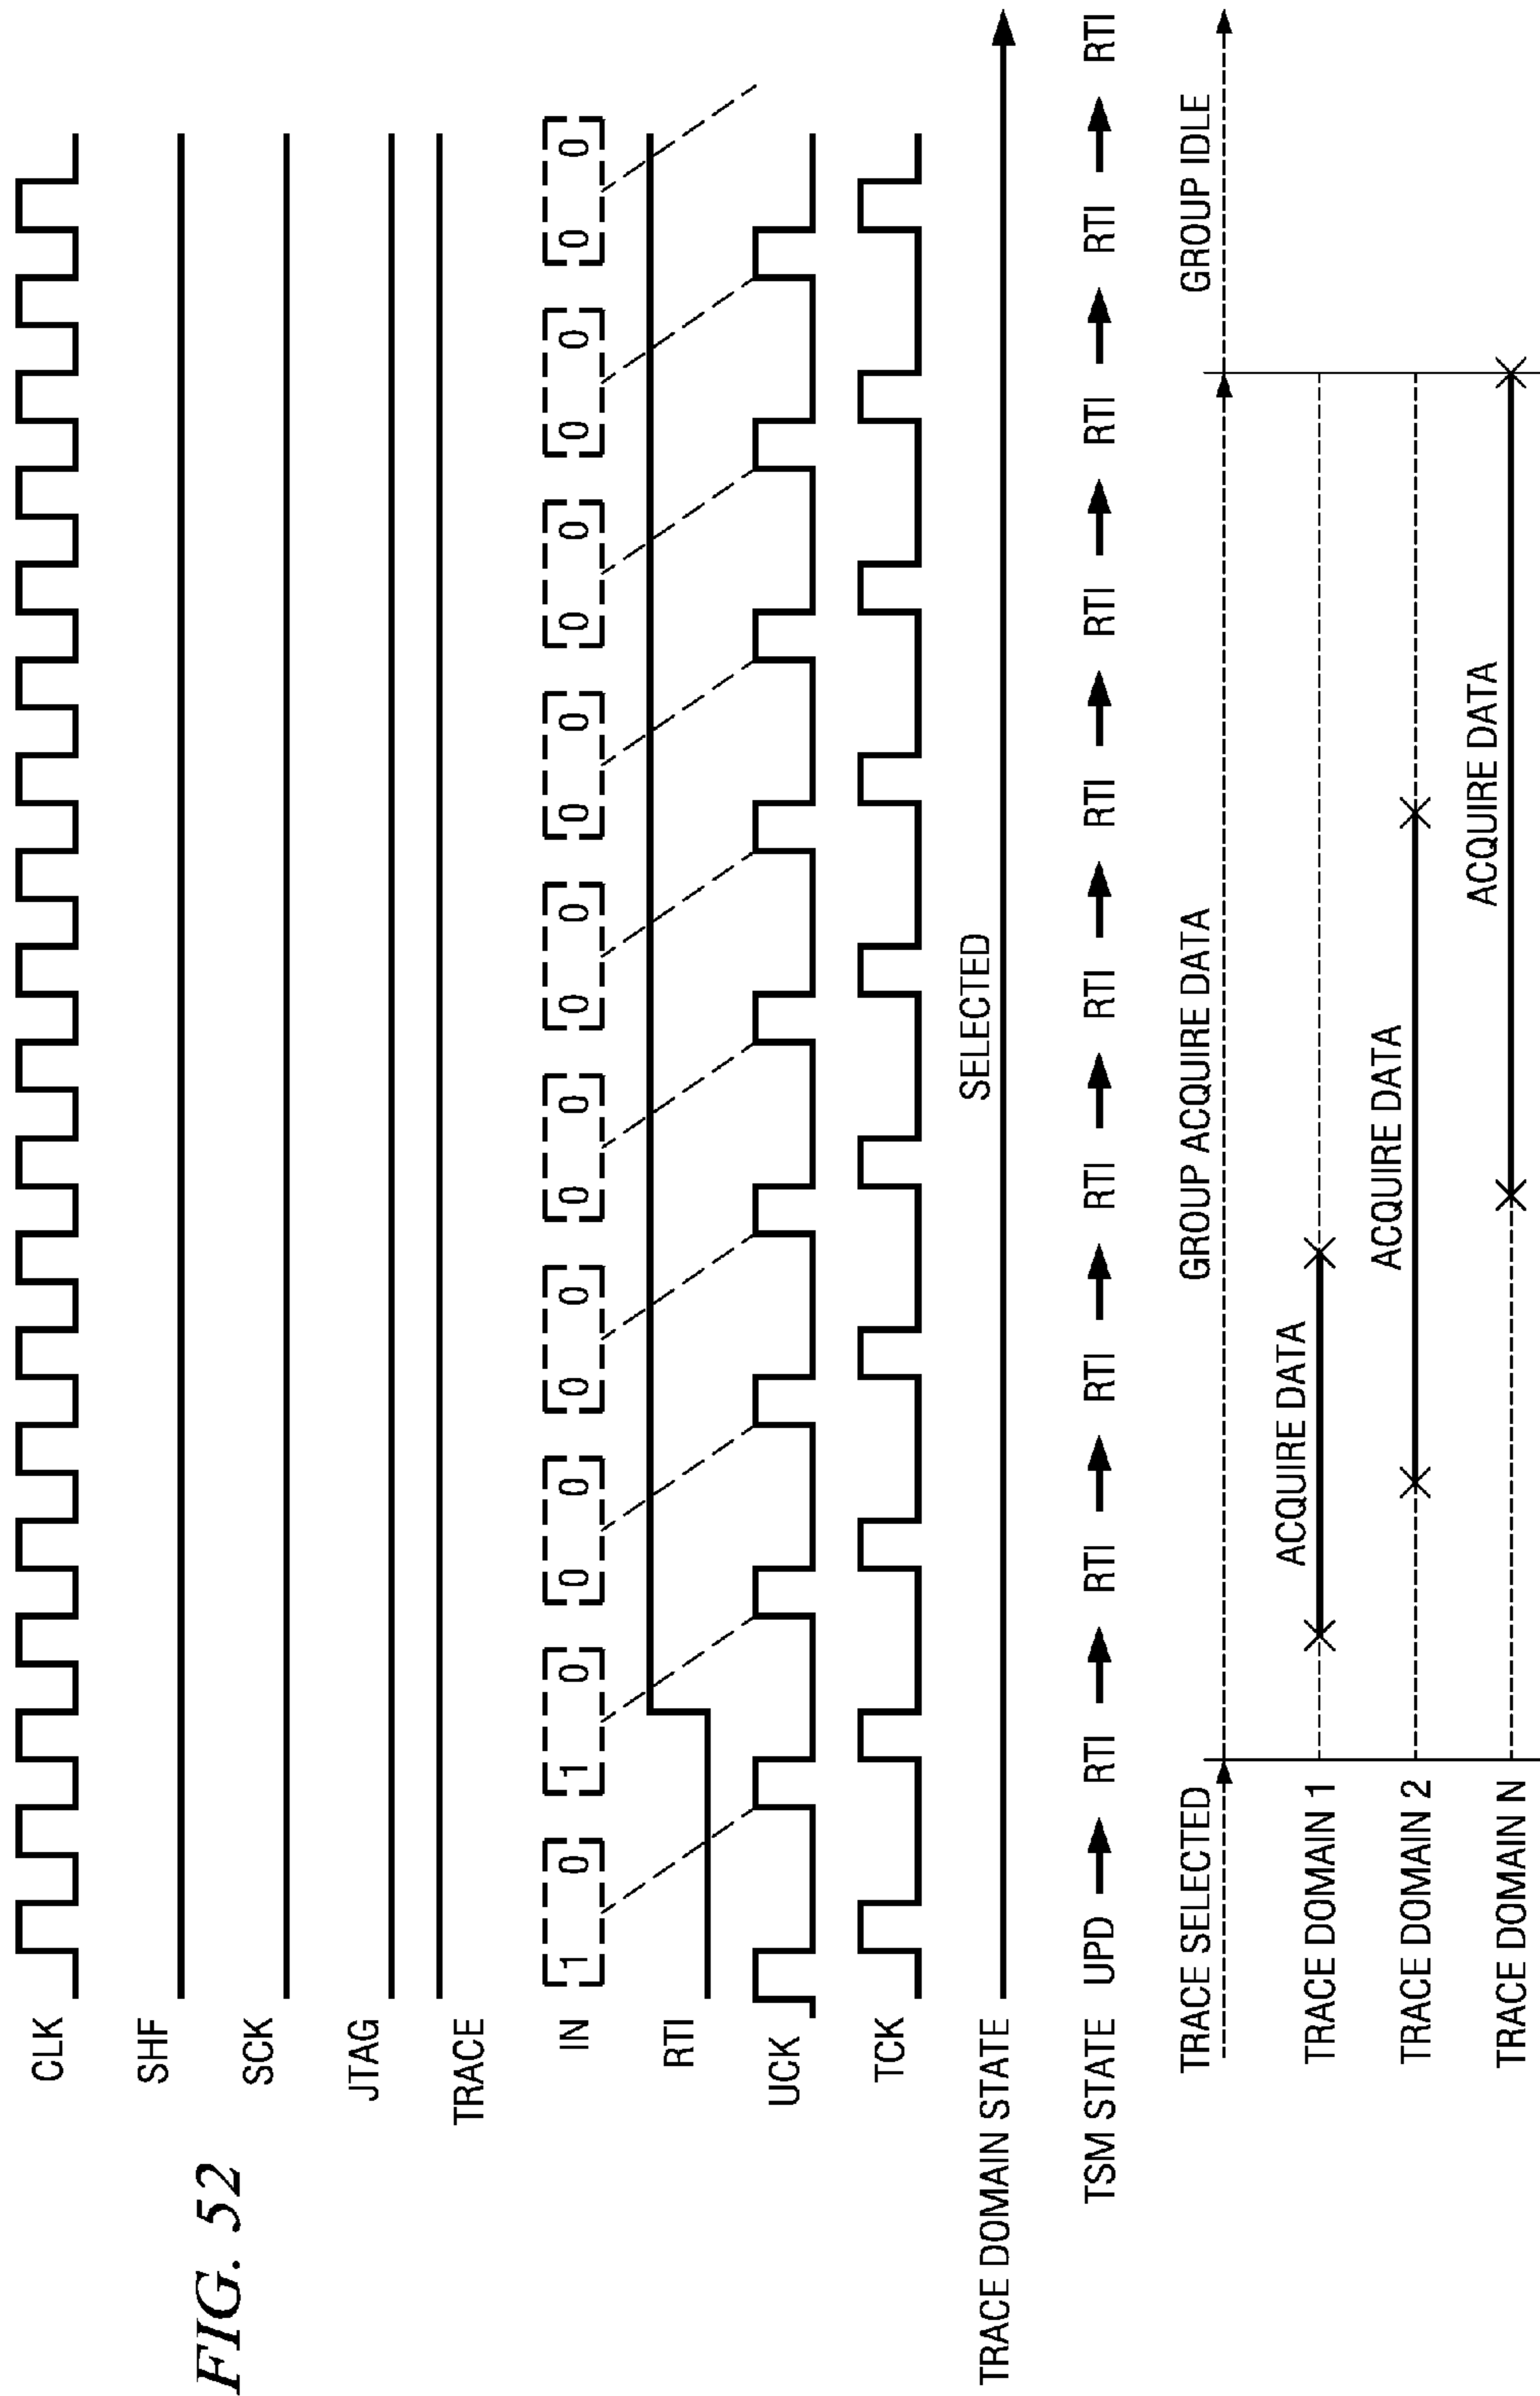 CLK
SHF
SCK
JTAG
TRACE
IN 1 0 1 0 0 0 0 0 0 0 0 0 0 0 0 0 0 0 0 0
RTI
UCK
TCK
SELECTED
TRACE DOMAIN STATE
TSM STATE UPD RTI RTI RTI RTI RTI RTI RTI RTI RTI RTI
TRACE SELECTED GROUP ACQUIRE DATA GROUP IDLE
ACQUIRE DATA
TRACE DOMAIN 1
ACQUIRE DATA
TRACE DOMAIN 2
ACQUIRE DATA
TRACE DOMAIN N
FIG. 52